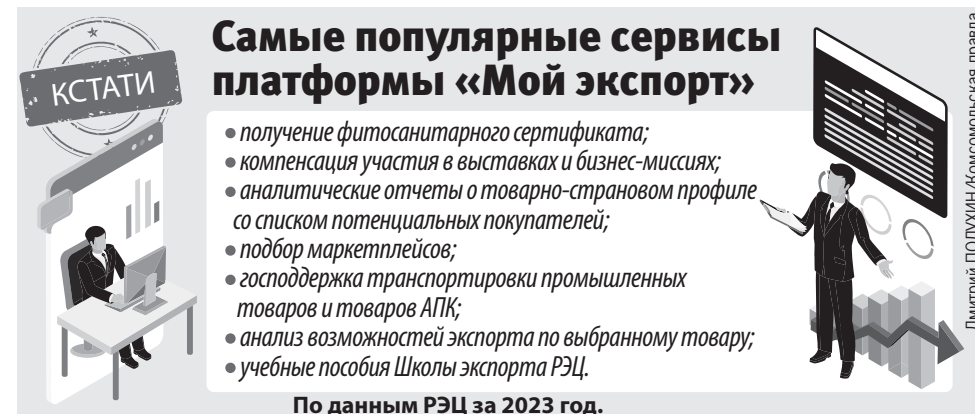 КСТАТИ
Самые популярные сервисы
платформы «Мой экспорт»
● получение фитосанитарного сертификата;
● компенсация участия в выставках и бизнес-миссиях;
● аналитические отчеты о товарно-страновом профиле
со списком потенциальных покупателей;
● подбор маркетплейсов;
● господдержка транспортировки промышленных
товаров и товаров АПК;
● анализ возможностей экспорта по выбранному товару;
● учебные пособия Школы экспорта РЭЦ.
По данным РЭЦ за 2023 год.
Дмитрий ПОЛУХИН/Комсомольская правда